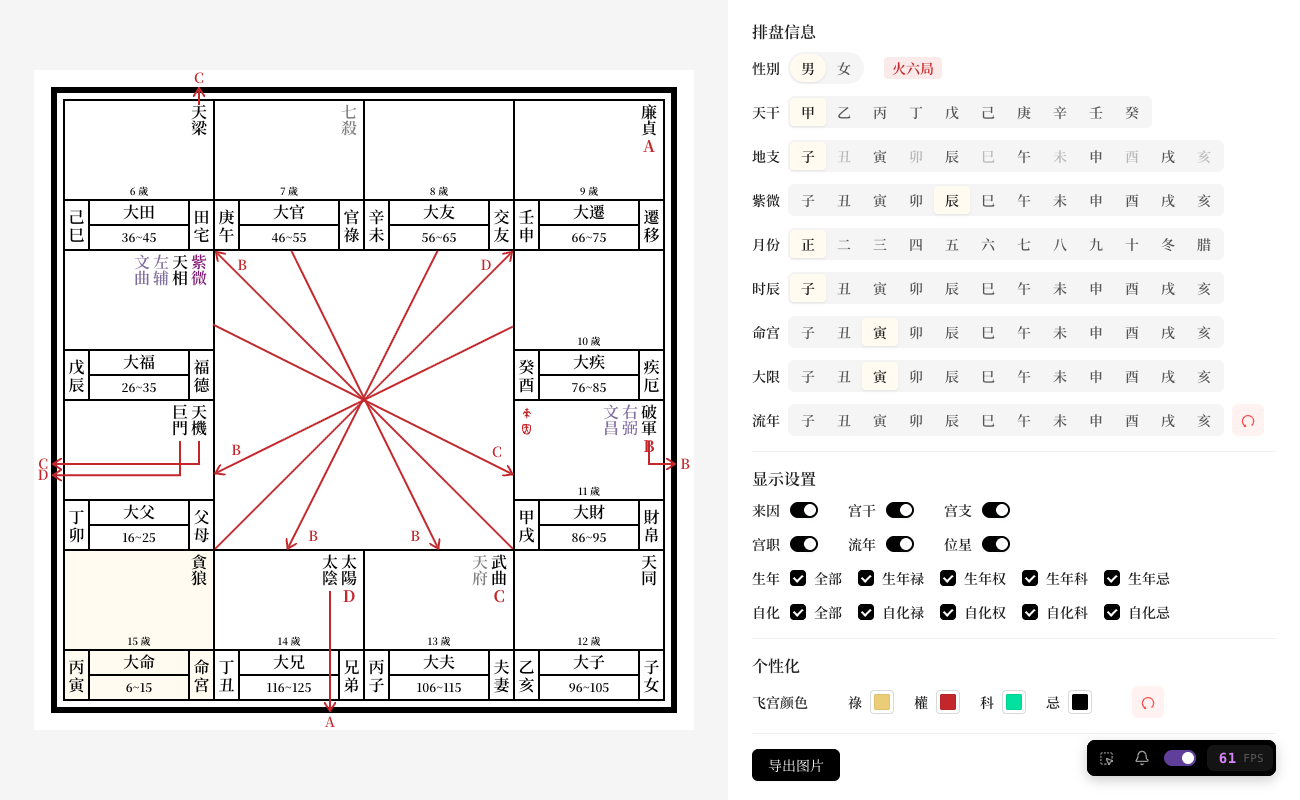 C
天梁
6 歲
己巳
大田
36~45
田宅
七殺
7 歲
庚午
大官
46~55
官祿
8 歲
辛未
大友
56~65
交友
廉貞
A
9 歲
壬申
大遷
66~75
遷移
文曲
左辅
天相
紫微
戊辰
大福
26~35
福德
B
D
10 歲
癸酉
大疾
76~85
疾厄
巨門
天機
C
D
丁卯
大父
16~25
父母
B
C
B
B
来因
文昌
右弼
破軍
B
B
11 歲
甲戌
大財
86~95
財帛
貪狼
15 歲
丙寅
大命
6~15
命宮
太陰
太陽
D
14 歲
丁丑
大兄
116~125
兄弟
A
天府
武曲
C
13 歲
丙子
大夫
106~115
夫妻
天同
12 歲
乙亥
大子
96~105
子女
排盘信息
性别 男 女 火六局
天干 甲 乙 丙 丁 戊 己 庚 辛 壬 癸
地支 子 丑 寅 卯 辰 巳 午 未 申 酉 戌 亥
紫微 子 丑 寅 卯 辰 巳 午 未 申 酉 戌 亥
月份 正 二 三 四 五 六 七 八 九 十 冬 腊
时辰 子 丑 寅 卯 辰 巳 午 未 申 酉 戌 亥
命宫 子 丑 寅 卯 辰 巳 午 未 申 酉 戌 亥
大限 子 丑 寅 卯 辰 巳 午 未 申 酉 戌 亥
流年 子 丑 寅 卯 辰 巳 午 未 申 酉 戌 亥
显示设置
来因 宫干 宫支
宫职 流年 位星
生年 全部 生年禄 生年权 生年科 生年忌
自化 全部 自化禄 自化权 自化科 自化忌
个性化
飞宫颜色 祿 權 科 忌
导出图片
61 FPS